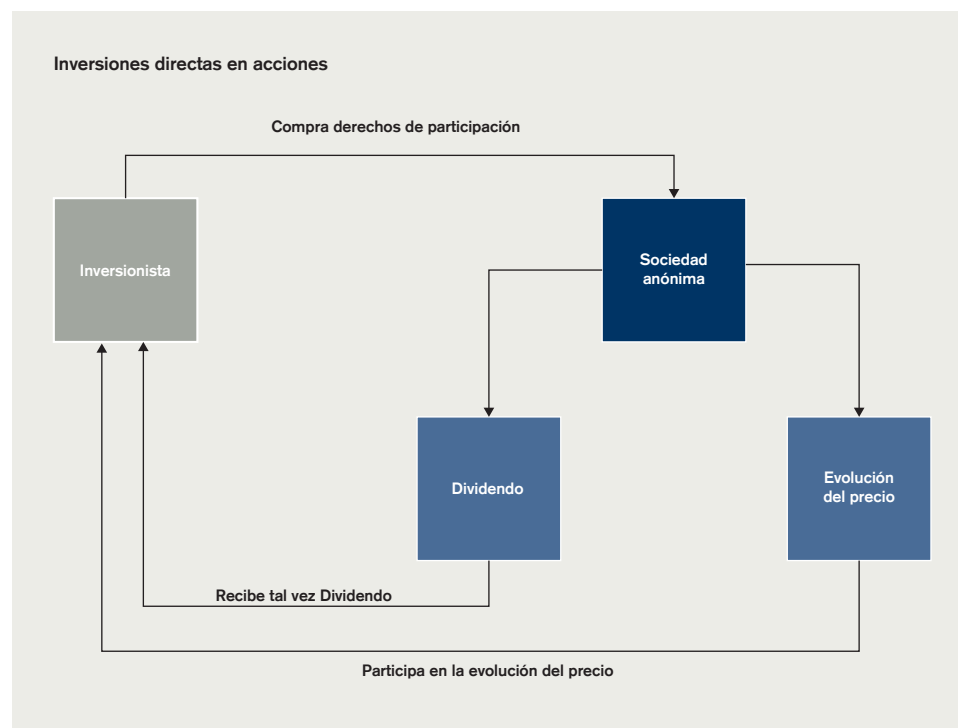 Inversiones directas en acciones
Compra derechos de participación
Inversionista
Sociedad
anónima
Dividendo
Evolución
del precio
Recibe tal vez Dividendo
Participa en la evolución del precio